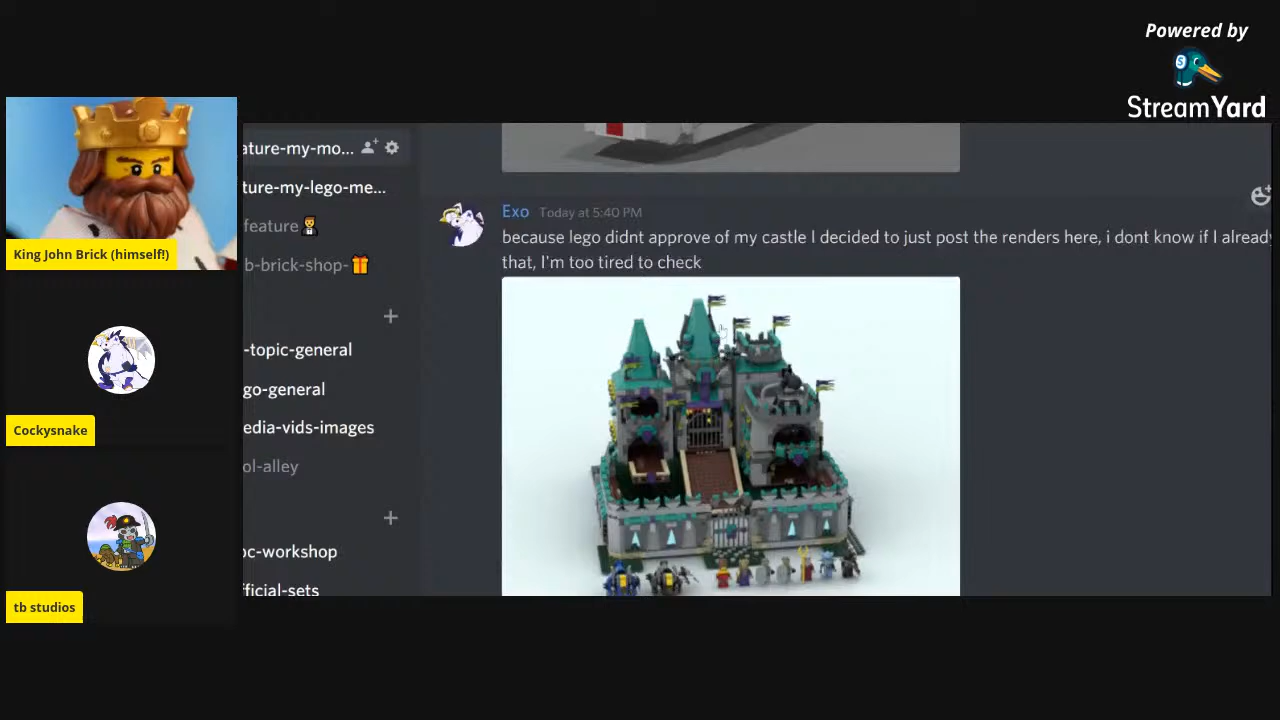 Powered by
StreamYard
King John Brick (himself!)
Cockysnake
tb studios
ature-my-mo...
ture-my-lego-me...
feature
b-brick-shop-
-topic-general
go-general
edia-vids-images
ol-alley
oc-workshop
fficial-sets
Exo Today at 5:40 PM
because lego didnt approve of my castle I decided to just post the renders here, i dont know if I already
that, I'm too tired to check